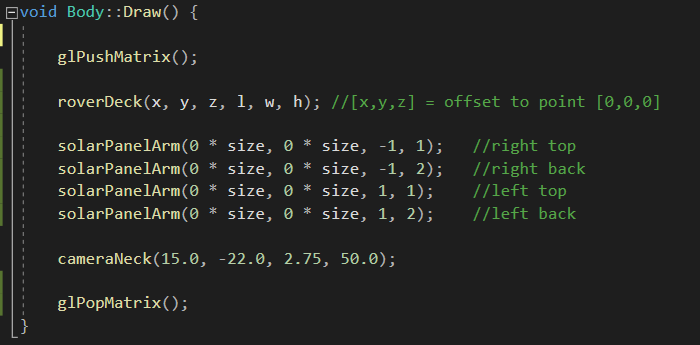 void Body::Draw() {
glPushMatrix();
roverDeck(x, y, z, l, w, h); //[x,y,z] = offset to point [0,0,0]
solarPanelArm(0 * size, 0 * size, -1, 1); //right top
solarPanelArm(0 * size, 0 * size, -1, 2); //right back
solarPanelArm(0 * size, 0 * size, 1, 1); //left top
solarPanelArm(0 * size, 0 * size, 1, 2); //left back
cameraNeck(15.0, -22.0, 2.75, 50.0);
glPopMatrix();
}